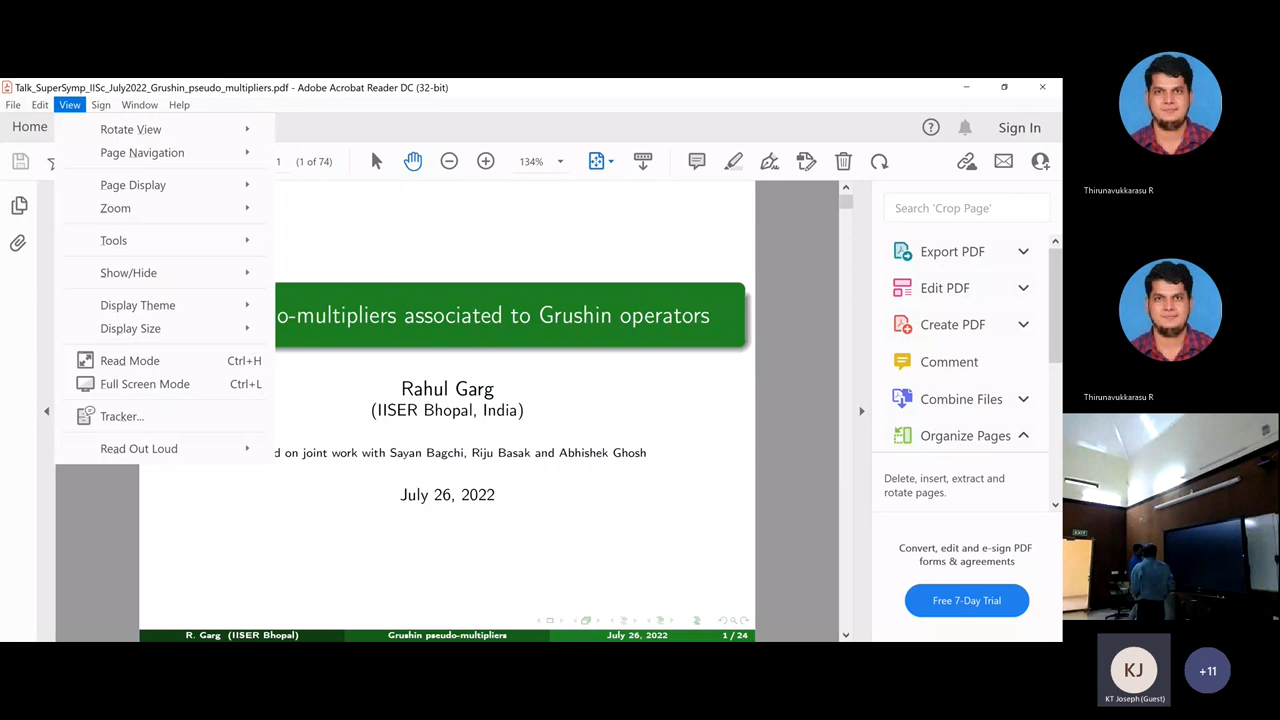 Talk_SuperSymp_IISc_July2022_Grushin_pseudo_multipliers.pdf - Adobe Acrobat Reader DC (32-bit)
File Edit View Sign Window Help
Home
Sign In
Rotate View
Page Navigation
Page Display
Zoom
Tools
Show/Hide
Display Theme
Display Size
Read Mode Ctrl+H
Full Screen Mode Ctrl+L
Tracker...
Read Out Loud
1 (1 of 74)
134%
o-multipliers associated to Grushin operators
Rahul Garg
(IISER Bhopal, India)
d on joint work with Sayan Bagchi, Riju Basak and Abhishek Ghosh
July 26, 2022
R. Garg (IISER Bhopal) Grushin pseudo-multipliers July 26, 2022 1 / 24
Search 'Crop Page'
Export PDF
Edit PDF
Create PDF
Comment
Combine Files
Organize Pages
Delete, insert, extract and
rotate pages.
Convert, edit and e-sign PDF
forms & agreements
Free 7-Day Trial
Thirunavukkarasu R
Thirunavukkarasu R
EXIT
KJ
KT Joseph (Guest)
+11